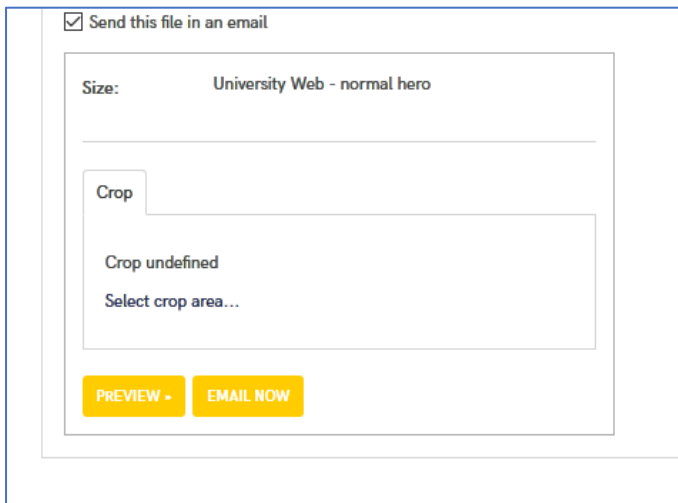 Send this file in an email
Size: University Web - normal hero
Crop
Crop undefined
Select crop area...
PREVIEW »
EMAIL NOW